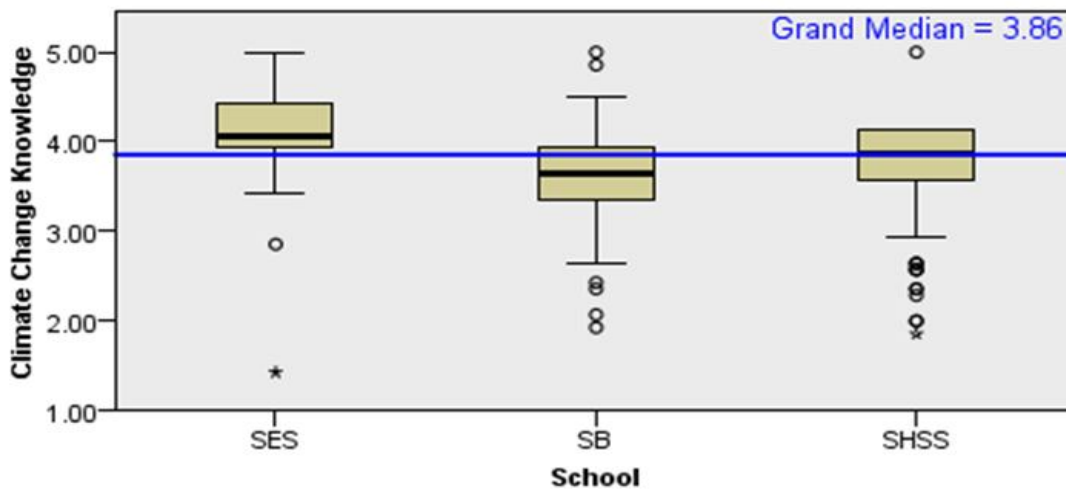 Grand Median = 3.86
Climate Change Knowledge
5.00
4.00
3.00
2.00
1.00
SES
SB
SHSS
School